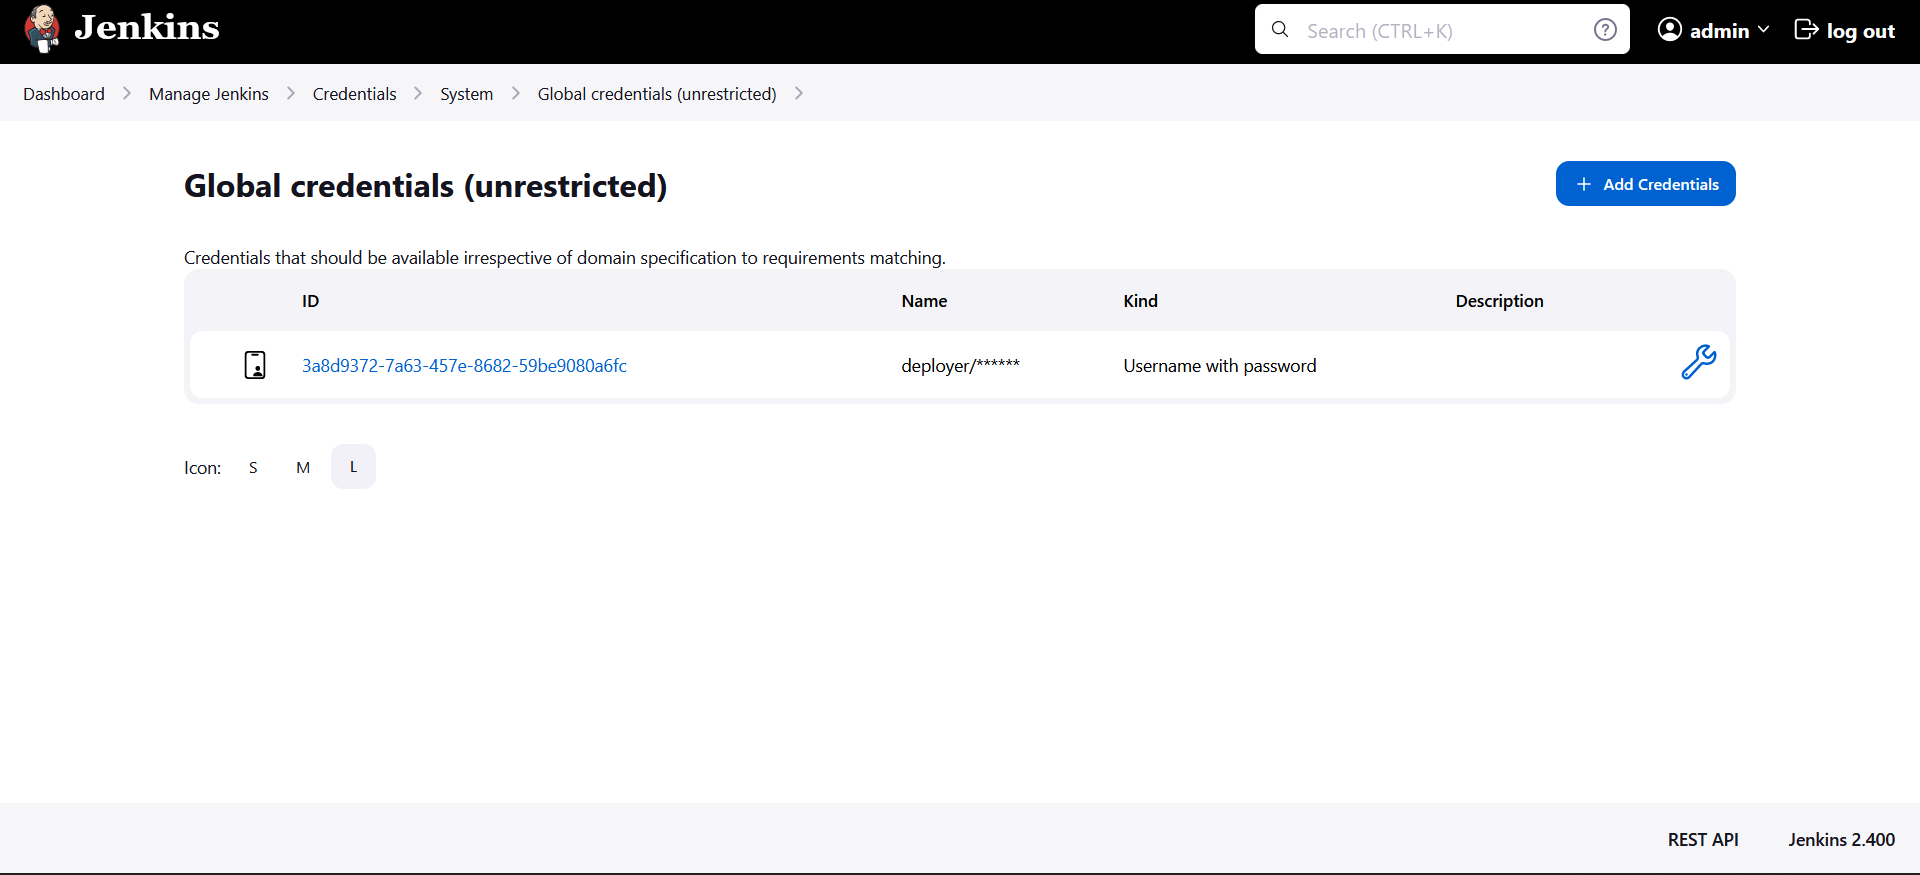 Jenkins
Search (CTRL+K)
?
admin
log out
Dashboard
Manage Jenkins
Credentials
System
Global credentials (unrestricted)
Global credentials (unrestricted)
Add Credentials
Credentials that should be available irrespective of domain specification to requirements matching.
ID Name Kind Description
3a8d9372-7a63-457e-8682-59be9080a6fc deployer/****** Username with password
Icon: S M L
REST API
Jenkins 2.400